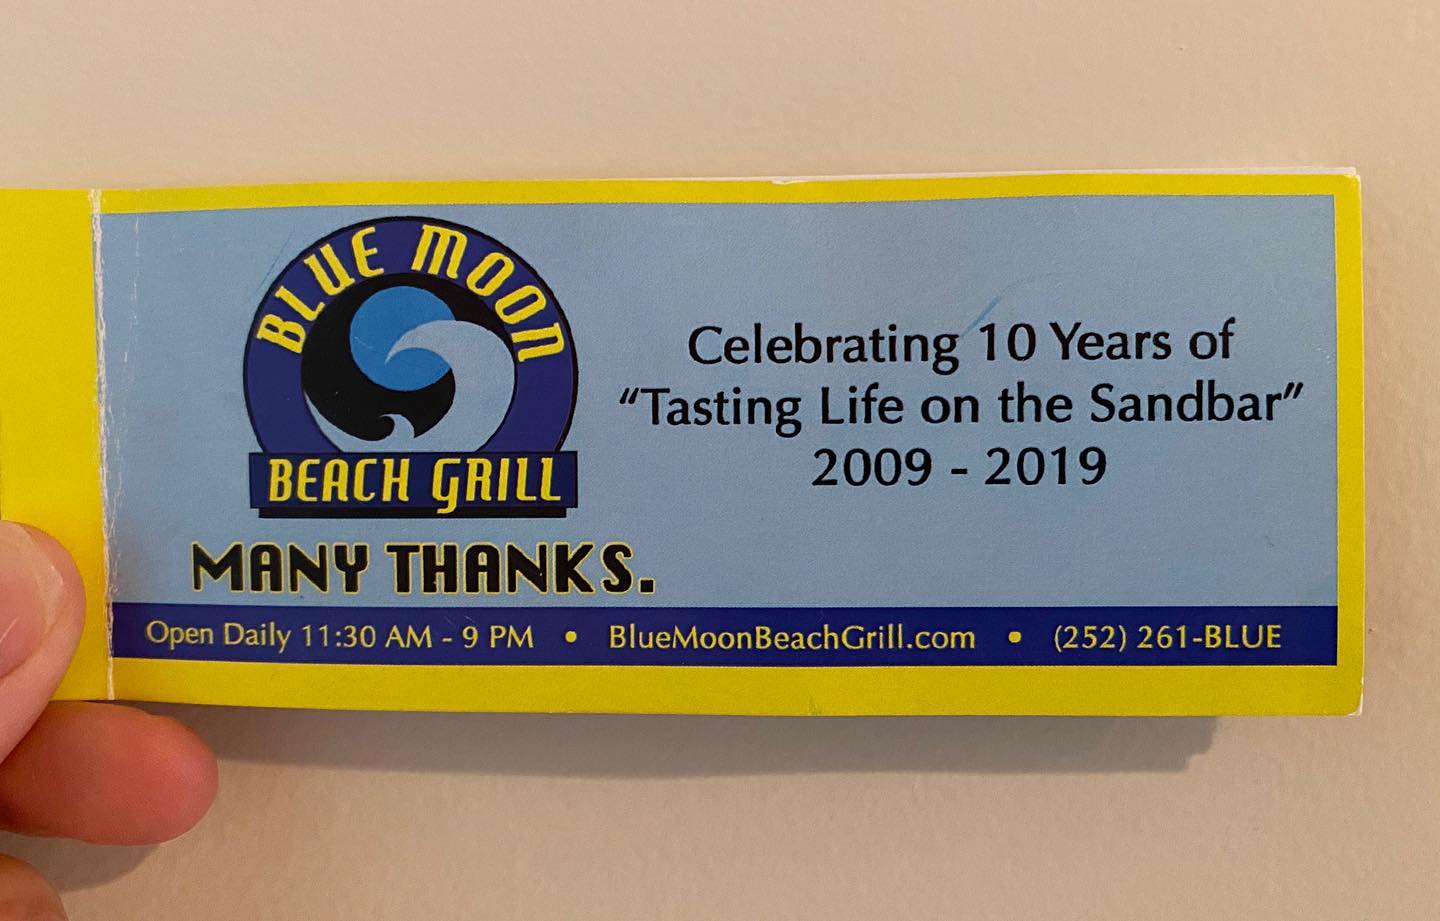 BLUE MOON
BEACH GRILL
MANY THANKS.
Celebrating 10 Years of
“Tasting Life on the Sandbar”
2009 - 2019
Open Daily 11:30 AM - 9 PM • BlueMoonBeachGrill.com • (252) 261-BLUE